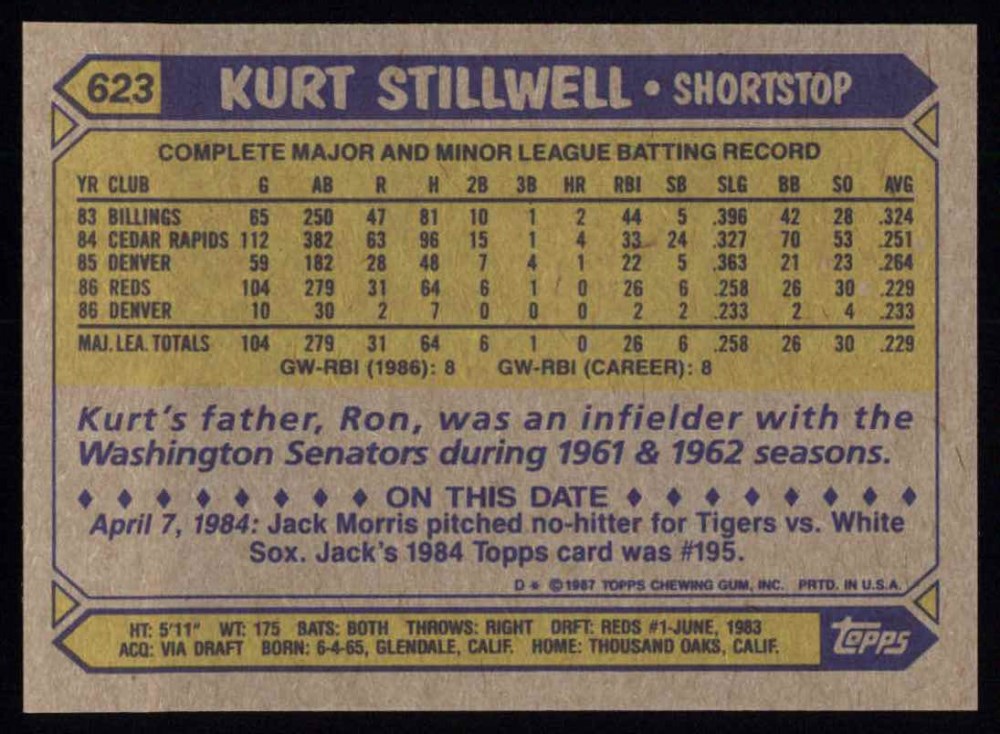 623 KURT STILLWELL • SHORTSTOP
COMPLETE MAJOR AND MINOR LEAGUE BATTING RECORD
YR CLUB G AB R H 2B 3B HR RBI SB SLG BB SO AVG
83 BILLINGS 65 250 47 81 10 1 2 44 5 .396 42 28 .324
84 CEDAR RAPIDS 112 382 63 96 15 1 4 33 24 .327 70 53 .251
85 DENVER 59 182 28 48 7 4 1 22 5 .363 21 23 .264
86 REDS 104 279 31 64 6 1 0 26 6 .258 26 30 .229
86 DENVER 10 30 2 7 0 0 0 2 2 .233 2 4 .233
MAJ. LEA. TOTALS 104 279 31 64 6 1 0 26 6 .258 26 30 .229
GW-RBI (1986): 8 GW-RBI (CAREER): 8
Kurt's father, Ron, was an infielder with the
Washington Senators during 1961 & 1962 seasons.
♦ ♦ ♦ ♦ ♦ ♦ ♦ ♦ ON THIS DATE ♦ ♦ ♦ ♦ ♦ ♦ ♦ ♦
April 7, 1984: Jack Morris pitched no-hitter for Tigers vs. White
Sox. Jack's 1984 Topps card was #195.
D * ©1987 TOPPS CHEWING GUM, INC. PRTD. IN U.S.A.
HT: 5'11" WT: 175 BATS: BOTH THROWS: RIGHT DRFT: REDS #1-JUNE, 1983
ACQ: VIA DRAFT BORN: 6-4-65, GLENDALE, CALIF. HOME: THOUSAND OAKS, CALIF.
topps